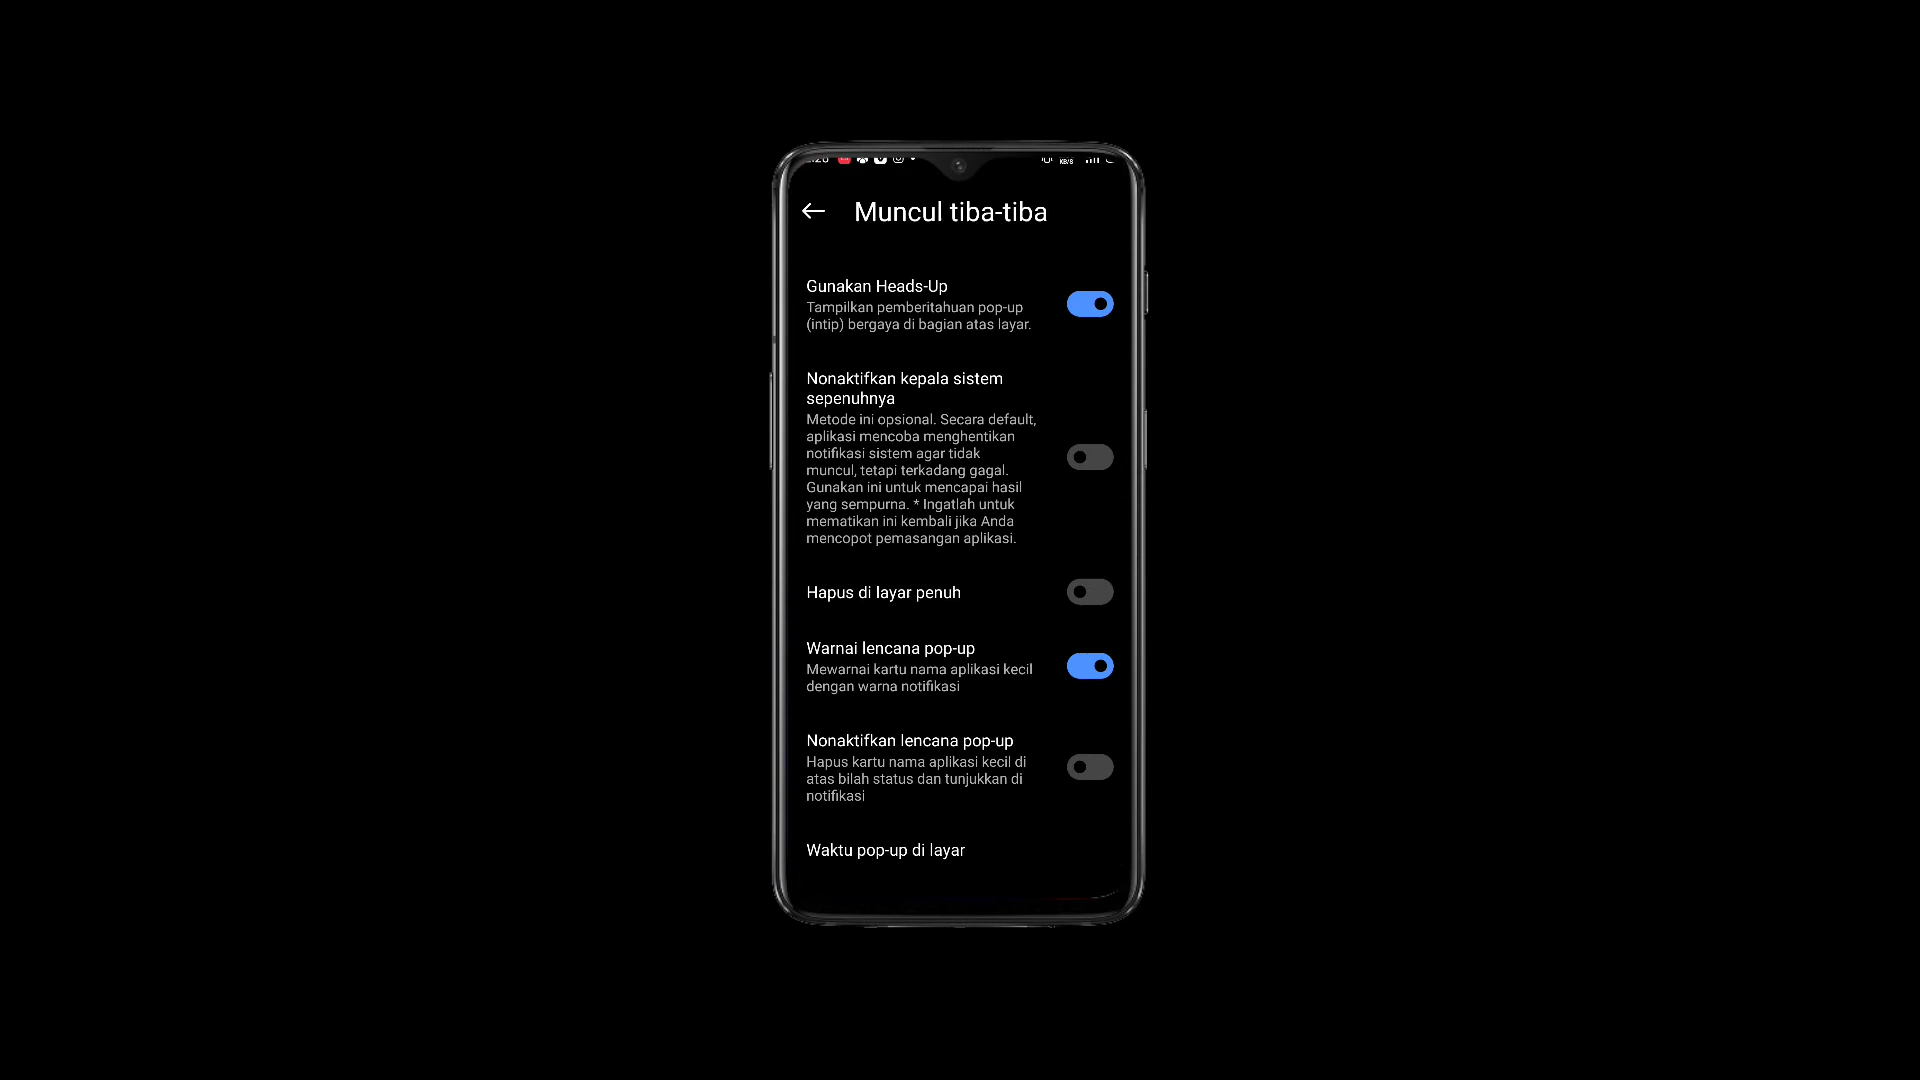 KB/S
Muncul tiba-tiba
Gunakan Heads-Up
Tampilkan pemberitahuan pop-up
(intip) bergaya di bagian atas layar.
Nonaktifkan kepala sistem
sepenuhnya
Metode ini opsional. Secara default,
aplikasi mencoba menghentikan
notifikasi sistem agar tidak
muncul, tetapi terkadang gagal.
Gunakan ini untuk mencapai hasil
yang sempurna. * Ingatlah untuk
mematikan ini kembali jika Anda
mencopot pemasangan aplikasi.
Hapus di layar penuh
Warnai lencana pop-up
Mewarnai kartu nama aplikasi kecil
dengan warna notifikasi
Nonaktifkan lencana pop-up
Hapus kartu nama aplikasi kecil di
atas bilah status dan tunjukkan di
notifikasi
Waktu pop-up di layar